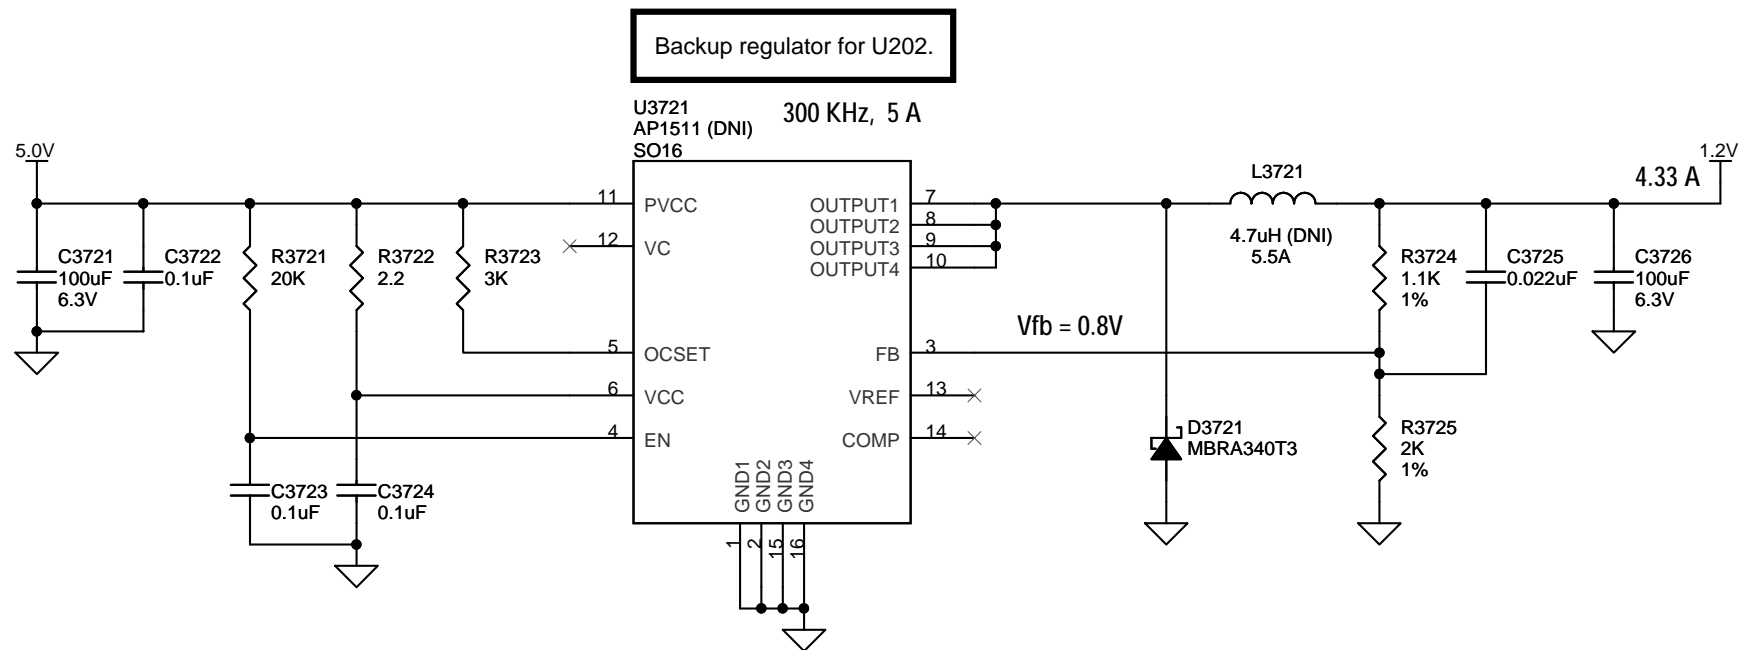 Backup regulator for U202.
U3721
AP1511 (DNI)
SO16
300 KHz, 5 A
5.0V
1.2V
4.33 A
11 PVCC
12 VC
5 OCSET
6 VCC
4 EN
OUTPUT1 7
OUTPUT2 8
OUTPUT3 9
OUTPUT4 10
FB 3
VREF 13
COMP 14
GND1
GND2
GND3
GND4
1
2
15
16
C3721
100uF
6.3V
C3722
0.1uF
R3721
20K
R3722
2.2
R3723
3K
C3723
0.1uF
C3724
0.1uF
L3721
4.7uH (DNI)
5.5A
Vfb = 0.8V
R3724
1.1K
1%
C3725
0.022uF
C3726
100uF
6.3V
D3721
MBRA340T3
R3725
2K
1%